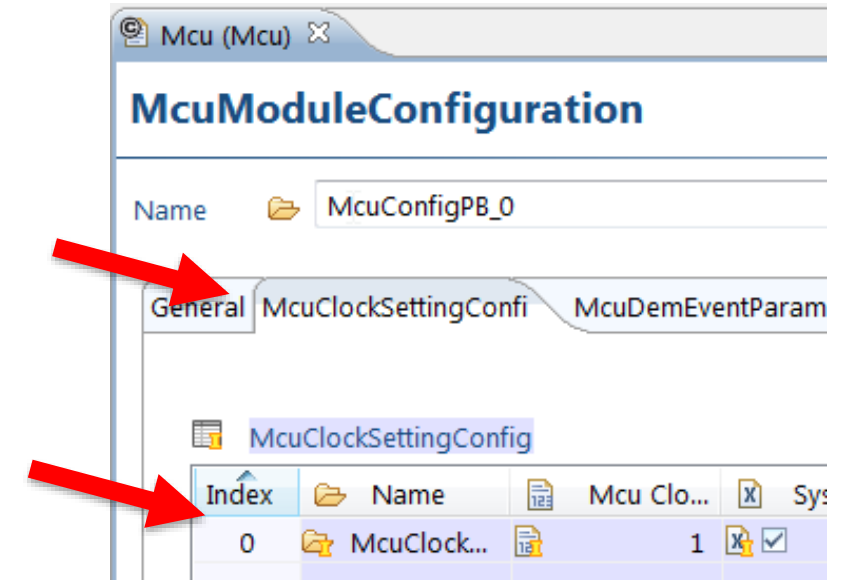 Mcu (Mcu)
McuModuleConfiguration
Name McuConfigPB_0
General McuClockSettingConfi McuDemEventParam
McuClockSettingConfig
Index Name Mcu Clo... Sys
0 McuClock... 1